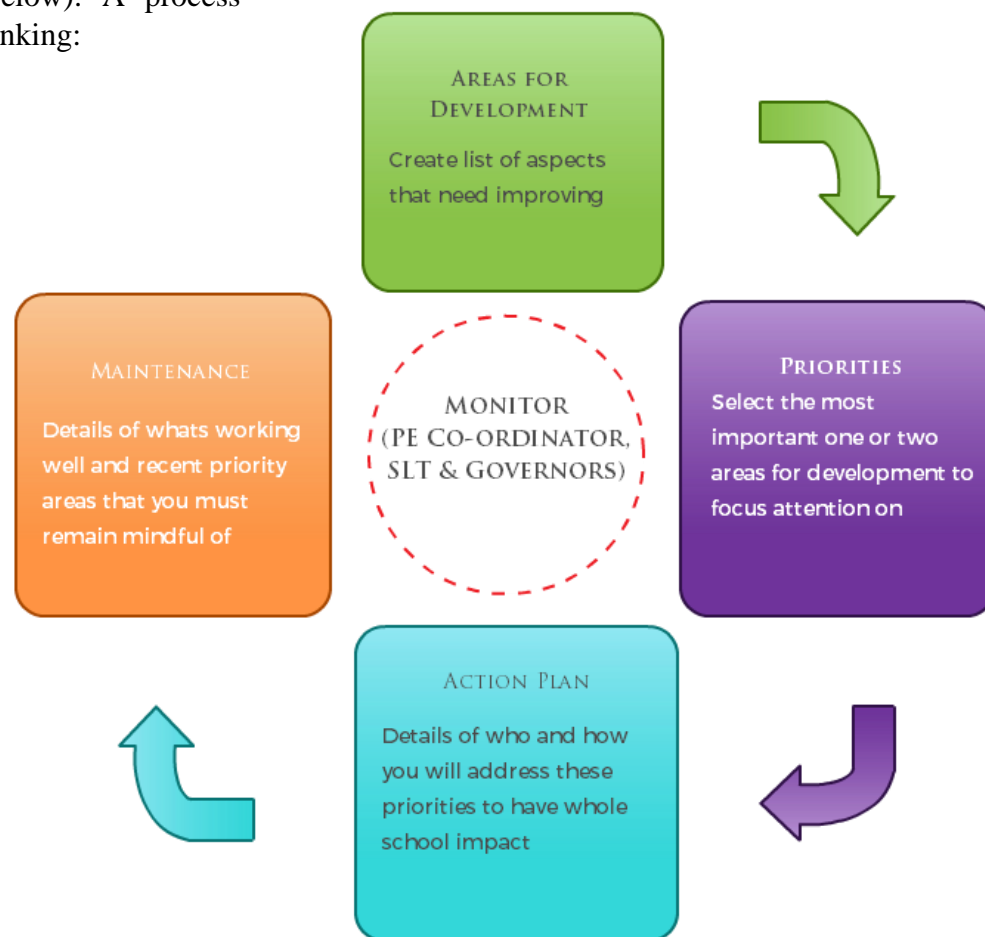 elow). A process
nking:
AREAS FOR
DEVELOPMENT
Create list of aspects
that need improving
PRIORITIES
Select the most
important one or two
areas for development to
focus attention on
MAINTENANCE
Details of whats working
well and recent priority
areas that you must
remain mindful of
MONITOR
(PE CO-ORDINATOR,
SLT & GOVERNORS)
ACTION PLAN
Details of who and how
you will address these
priorities to have whole
school impact